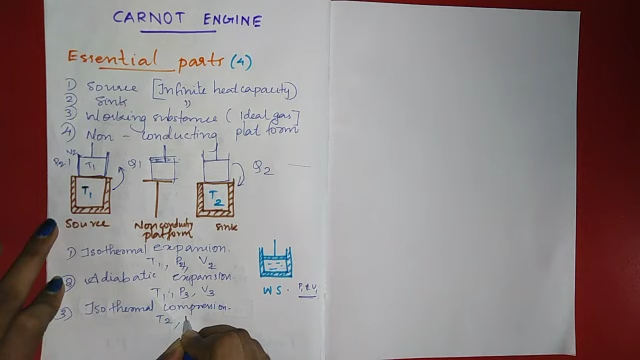 CARNOT ENGINE
Essential parts (4)
1) Source [Infinite heat capacity)
2) Sink "
3) Working substance ( Ideal gas]
4) Non - conducting platform
T1
Q1
Q2
T1
T2
Source
Nonconductg platform
Sink
1) Isothermal expansion.
T1, P2, V2
2) Adiabatic expansion.
T1, P3, V3
3) Isothermal compression.
T2,
W S. P1 & V1